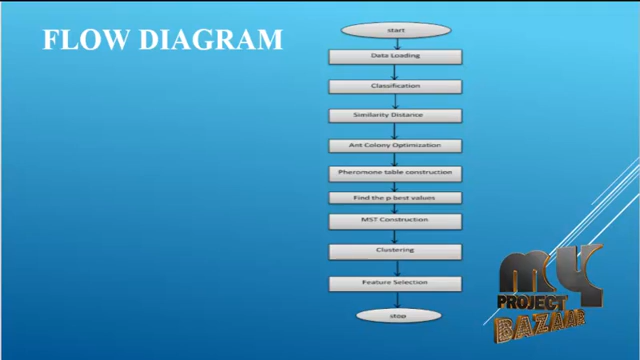 FLOW DIAGRAM
start
Data Loading
Classification
Similarity Distance
Ant Colony Optimization
Pheromone table construction
Find the p best values
MST Construction
Clustering
Feature Selection
stop
MY
PROJECT
BAZAAR